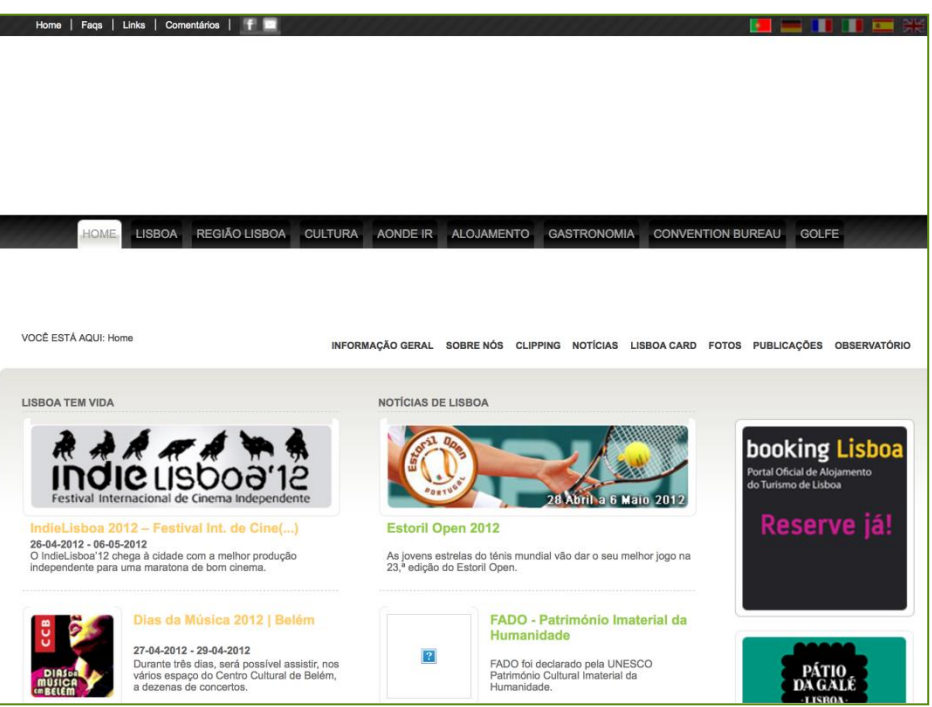 Home | Faqs | Links | Comentários |
HOME LISBOA REGIÃO LISBOA CULTURA AONDE IR ALOJAMENTO GASTRONOMIA CONVENTION BUREAU GOLFE
VOCÊ ESTÁ AQUI: Home
INFORMAÇÃO GERAL SOBRE NÓS CLIPPING NOTÍCIAS LISBOA CARD FOTOS PUBLICAÇÕES OBSERVATÓRIO
LISBOA TEM VIDA
indielisboa'12
Festival Internacional de Cinema Independente
IndieLisboa 2012 – Festival Int. de Cine(...)
26-04-2012 - 06-05-2012
O IndieLisboa'12 chega à cidade com a melhor produção
independente para uma maratona de bom cinema.
CCB
DIAS DA
MÚSICA
EM BELÉM
Dias da Música 2012 | Belém
27-04-2012 - 29-04-2012
Durante três dias, será possível assistir, nos
vários espaço do Centro Cultural de Belém,
a dezenas de concertos.
NOTÍCIAS DE LISBOA
Estoril Open
PORTUGAL
28 Abril a 6 Maio 2012
Estoril Open 2012
As jovens estrelas do ténis mundial vão dar o seu melhor jogo na
23,ª edição do Estoril Open.
?
FADO - Património Imaterial da
Humanidade
FADO foi declarado pela UNESCO
Património Cultural Imaterial da
Humanidade.
booking Lisboa
Portal Oficial de Alojamento
do Turismo de Lisboa
Reserve já!
PÁTIO
DA GALÉ
·LISBOA·